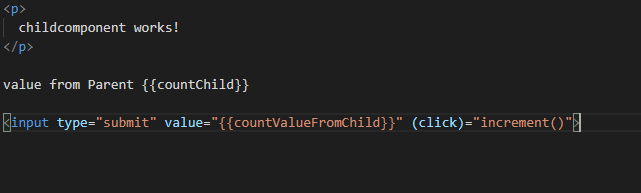 <p>
childcomponent works!
</p>
value from Parent {{countChild}}
<input type="submit" value="{{countValueFromChild}}" (click)="increment()">